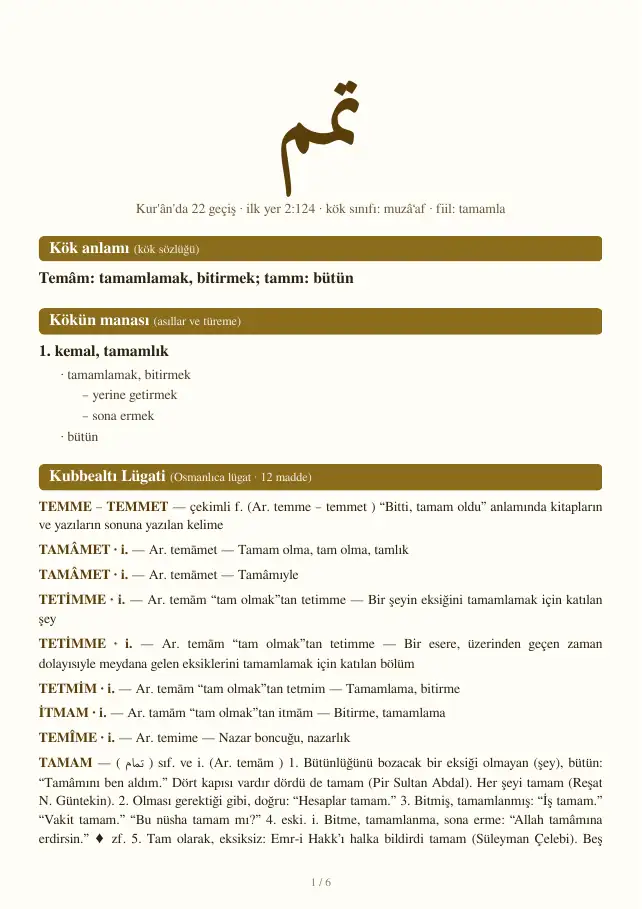 تمم
Kur'ân'da 22 geçiş · ilk yer 2:124 · kök sınıfı: muzâ‘af · fiil: tamamla
Kök anlamı (kök sözlüğü)
Temâm: tamamlamak, bitirmek; tamm: bütün
Kökün manası (asıllar ve türeme)
1. kemal, tamamlık
· tamamlamak, bitirmek
– yerine getirmek
– sona ermek
· bütün
Kubbealtı Lügati (Osmanlıca lügat · 12 madde)
TEMME – TEMMET — çekimli f. (Ar. temme – temmet ) “Bitti, tamam oldu” anlamında kitapların
ve yazıların sonuna yazılan kelime
TAMÂMET · i. — Ar. temāmet — Tamam olma, tam olma, tamlık
TAMÂMET · i. — Ar. temāmet — Tamâmıyle
TETİMME · i. — Ar. temām “tam olmak”tan tetimme — Bir şeyin eksiğini tamamlamak için katılan
şey
TETİMME · i. — Ar. temām “tam olmak”tan tetimme — Bir esere, üzerinden geçen zaman
dolayısıyle meydana gelen eksiklerini tamamlamak için katılan bölüm
TETMİM · i. — Ar. temām “tam olmak”tan tetmim — Tamamlama, bitirme
İTMAM · i. — Ar. tamām “tam olmak”tan itmām — Bitirme, tamamlama
TEMÎME · i. — Ar. temime — Nazar boncuğu, nazarlık
TAMAM — ( تمام ) sıf. ve i. (Ar. temām ) 1. Bütünlüğünü bozacak bir eksiği olmayan (şey), bütün:
“Tamâmını ben aldım.” Dört kapısı vardır dördü de tamam (Pir Sultan Abdal). Her şeyi tamam (Reşat
N. Güntekin). 2. Olması gerektiği gibi, doğru: “Hesaplar tamam.” 3. Bitmiş, tamamlanmış: “İş tamam.”
“Vakit tamam.” “Bu nüsha tamam mı?” 4. eski. i. Bitme, tamamlanma, sona erme: “Allah tamâmına
erdirsin.” ♦ zf. 5. Tam olarak, eksiksiz: Emr-i Hakk’ı halka bildirdi tamam (Süleyman Çelebi). Beş
1 / 6